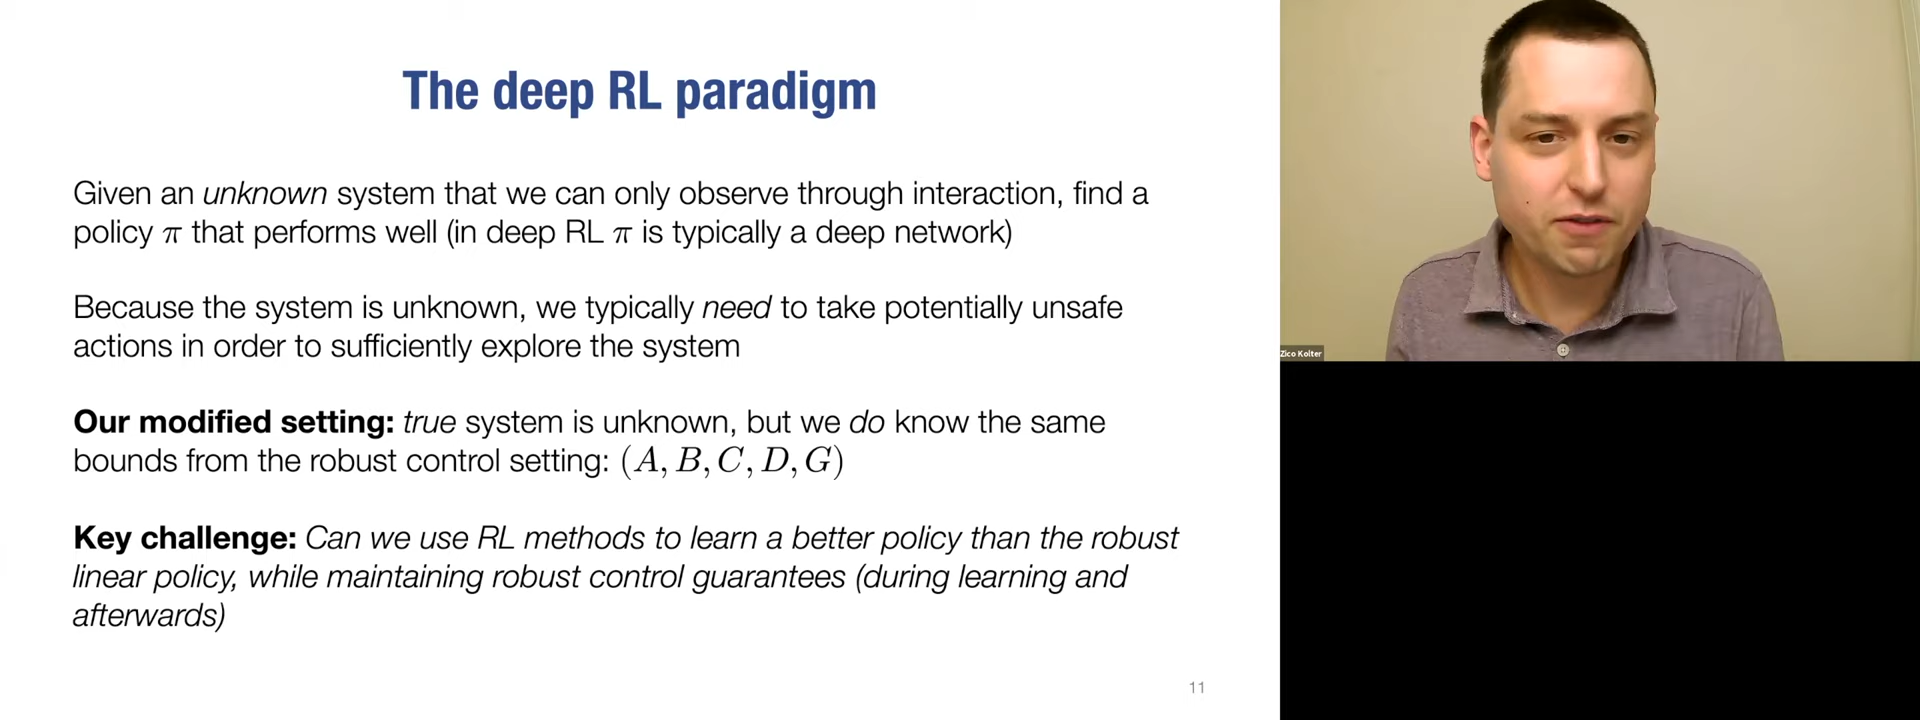 The deep RL paradigm
Given an unknown system that we can only observe through interaction, find a
policy π that performs well (in deep RL π is typically a deep network)
Because the system is unknown, we typically need to take potentially unsafe
actions in order to sufficiently explore the system
Our modified setting: true system is unknown, but we do know the same
bounds from the robust control setting: (A, B, C, D, G)
Key challenge: Can we use RL methods to learn a better policy than the robust
linear policy, while maintaining robust control guarantees (during learning and
afterwards)
11
Zico Kolter